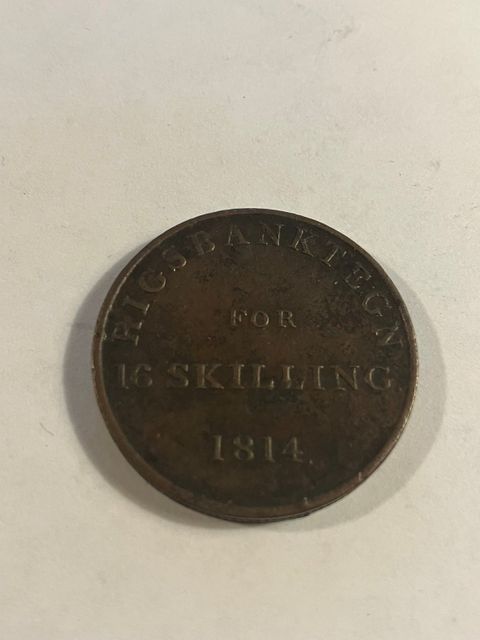 RIGSBANKTEGN
FOR
16 SKILLING
1814.